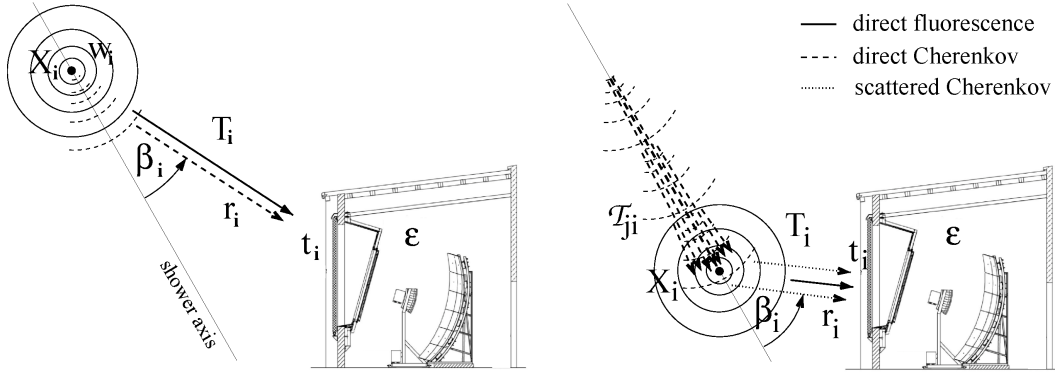 Xᵢ
wᵢ
Tᵢ
βᵢ
rᵢ
tᵢ
ε
shower axis
direct fluorescence
direct Cherenkov
scattered Cherenkov
𝒯ⱼᵢ
Tᵢ
tᵢ
ε
Xᵢ
βᵢ
rᵢ